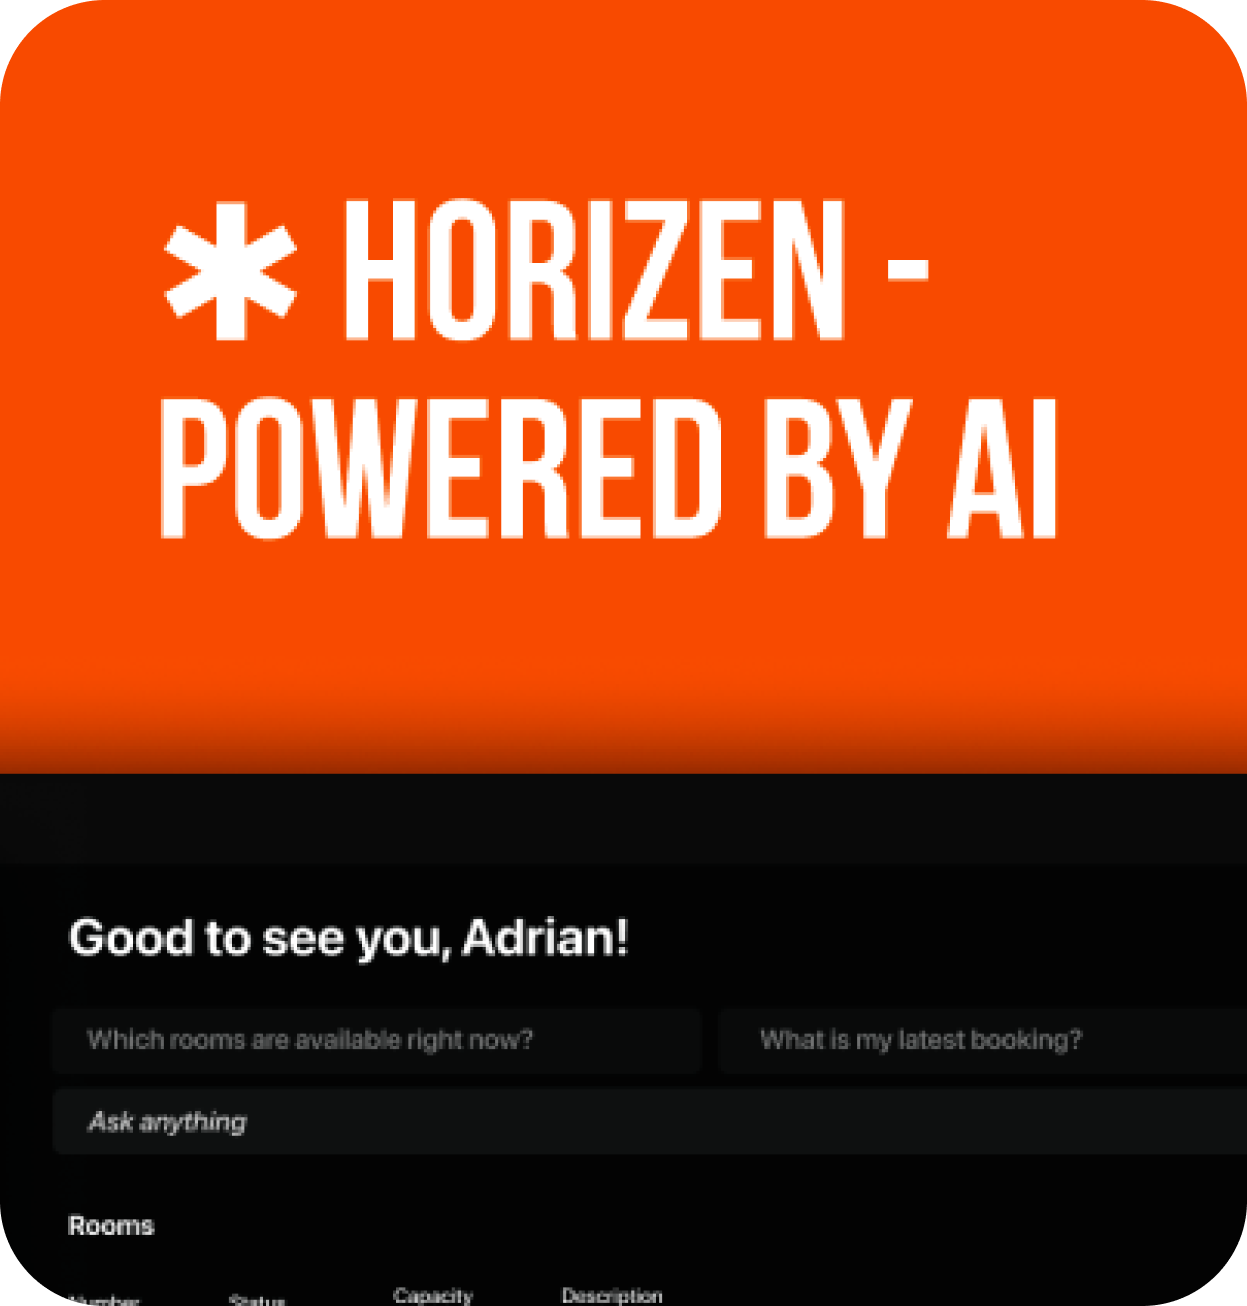 * HORIZEN -
POWERED BY AI
Good to see you, Adrian!
Which rooms are available right now?
What is my latest booking?
Ask anything
Rooms
Number Status Capacity Description